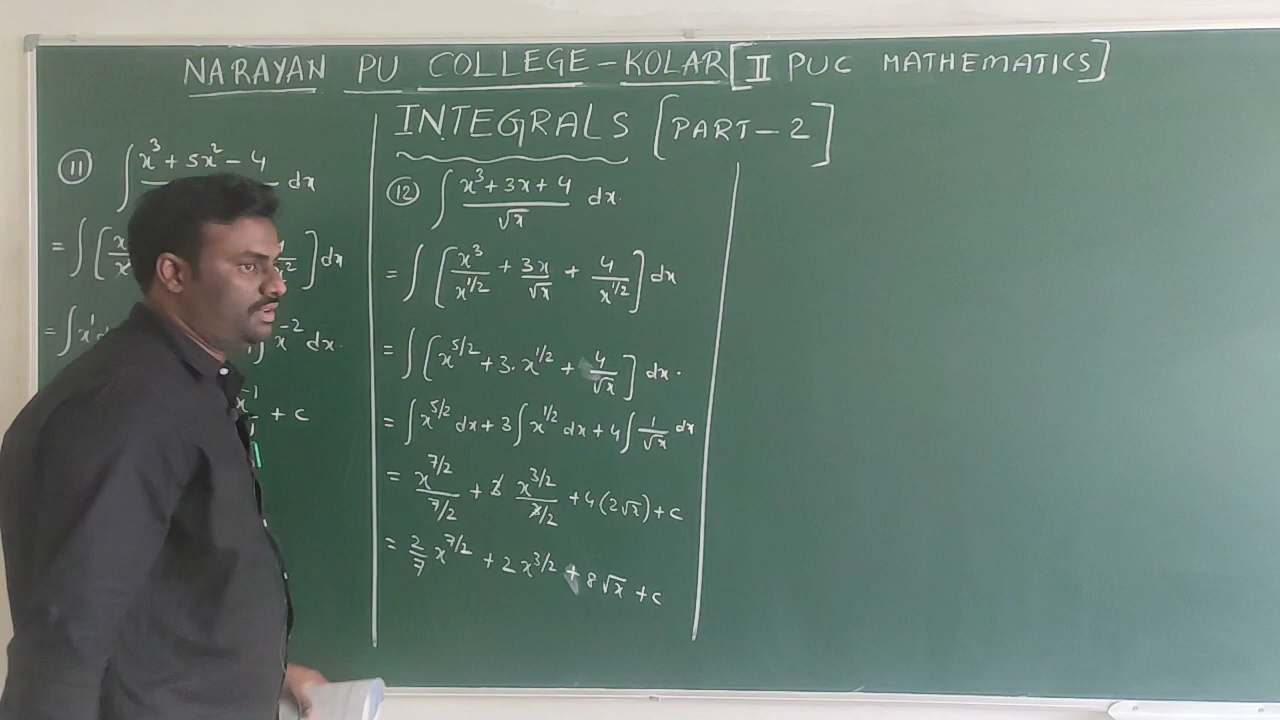 NARAYAN PU COLLEGE – KOLAR [II PUC MATHEMATICS]
INTEGRALS [PART – 2]
(11) ∫ x³ + 5x² – 4 dx
= ∫ [ x² ] dx
= ∫ x¹ x⁻² dx.
x⁻¹ + c
(12) ∫ (x³ + 3x + 4)/√x dx.
= ∫ [ x³/x^(1/2) + 3x/√x + 4/x^(1/2) ] dx
= ∫ [ x^(5/2) + 3. x^(1/2) + 4/√x ] dx.
= ∫ x^(5/2) dx + 3 ∫ x^(1/2) dx + 4 ∫ 1/√x dx
= x^(7/2)/(7/2) + 3 x^(3/2)/(3/2) + 4(2√x) + c
= 2/7 x^(7/2) + 2x^(3/2) + 8√x + c